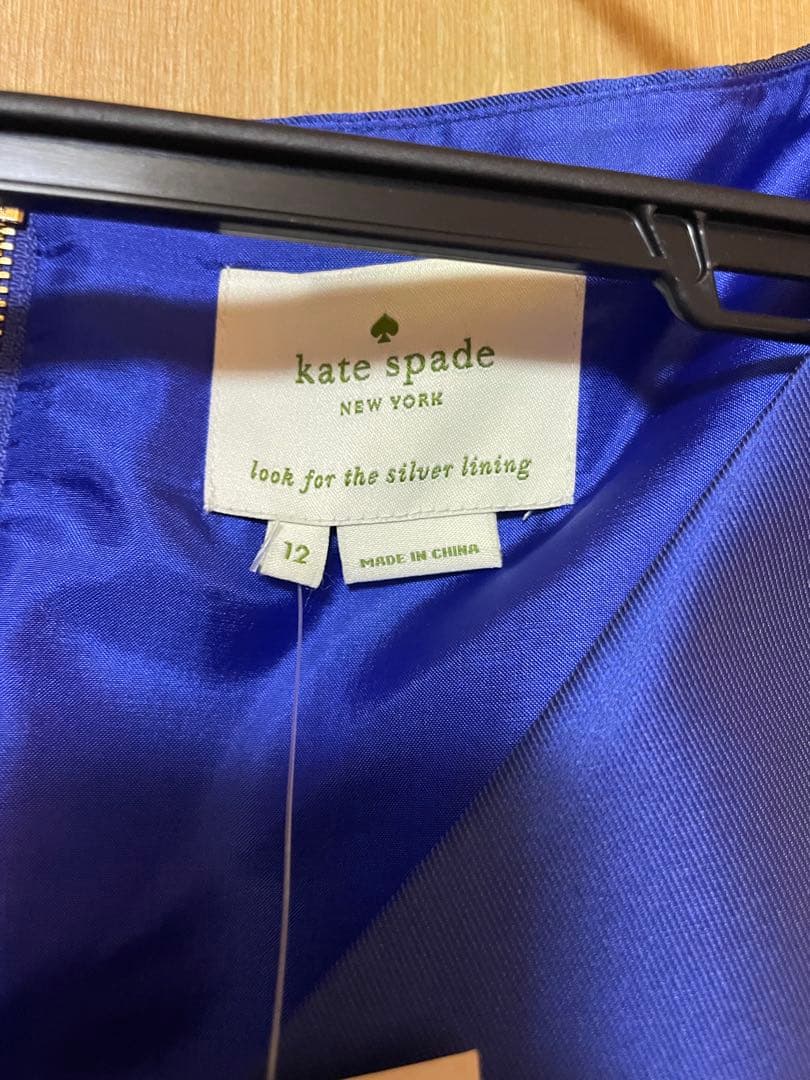 kate spade
NEW YORK
look for the silver lining
12
MADE IN CHINA